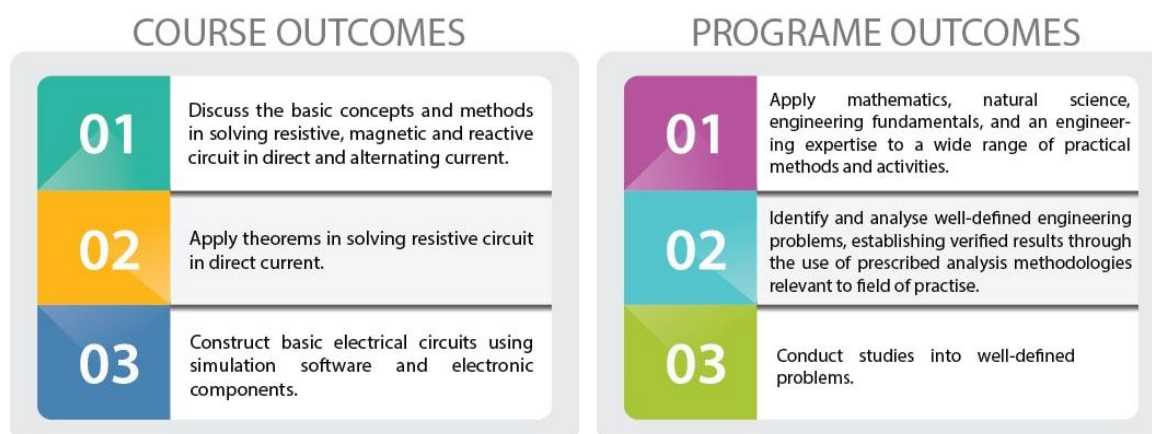 COURSE OUTCOMES
01
Discuss the basic concepts and methods
in solving resistive, magnetic and reactive
circuit in direct and alternating current.
02
Apply theorems in solving resistive circuit
in direct current.
03
Construct basic electrical circuits using
simulation software and electronic
components.
PROGRAME OUTCOMES
01
Apply mathematics, natural science,
engineering fundamentals, and an engineer-
ing expertise to a wide range of practical
methods and activities.
02
Identify and analyse well-defined engineering
problems, establishing verified results through
the use of prescribed analysis methodologies
relevant to field of practise.
03
Conduct studies into well-defined
problems.